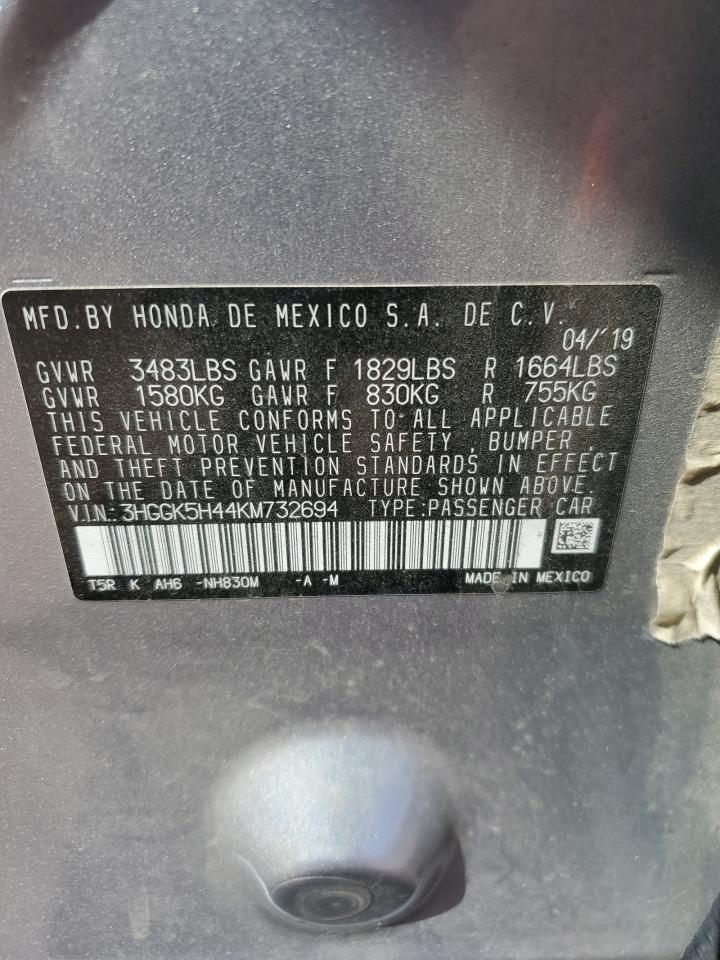 MFD.BY HONDA DE MEXICO S.A. DE C.V.
04/'19
GVWR 3483LBS GAWR F 1829LBS R 1664LBS
GVWR 1580KG GAWR F 830KG R 755KG
THIS VEHICLE CONFORMS TO ALL APPLICABLE
FEDERAL MOTOR VEHICLE SAFETY , BUMPER ,
AND THEFT PREVENTION STANDARDS IN EFFECT
ON THE DATE OF MANUFACTURE SHOWN ABOVE.
V.I.N.:3HGGK5H44KM732694 TYPE:PASSENGER CAR
T5R K AH6 -NH830M -A -M MADE IN MEXICO